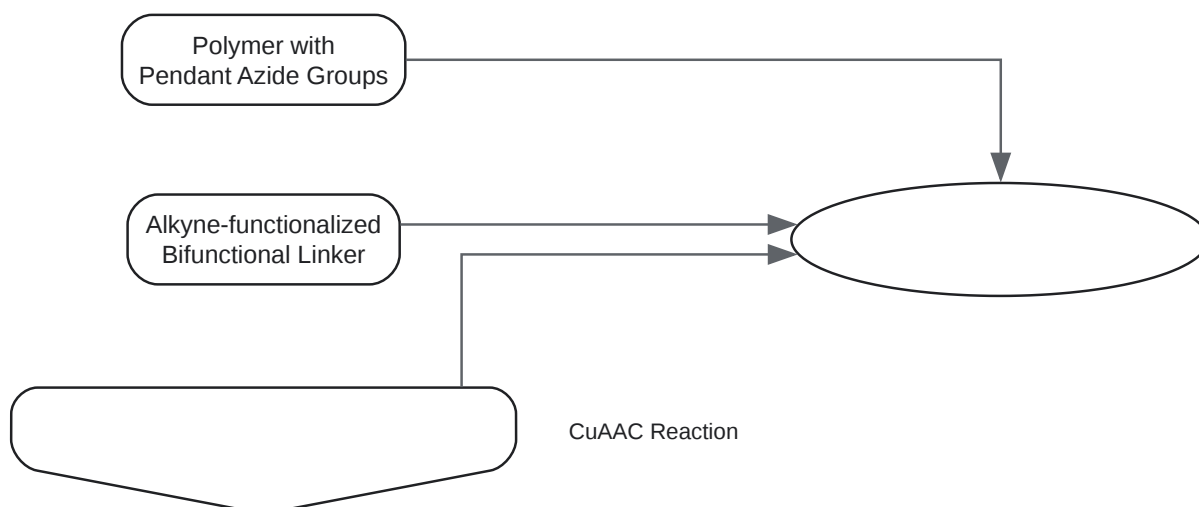 Polymer with
Pendant Azide Groups
Alkyne-functionalized
Bifunctional Linker
CuAAC Reaction